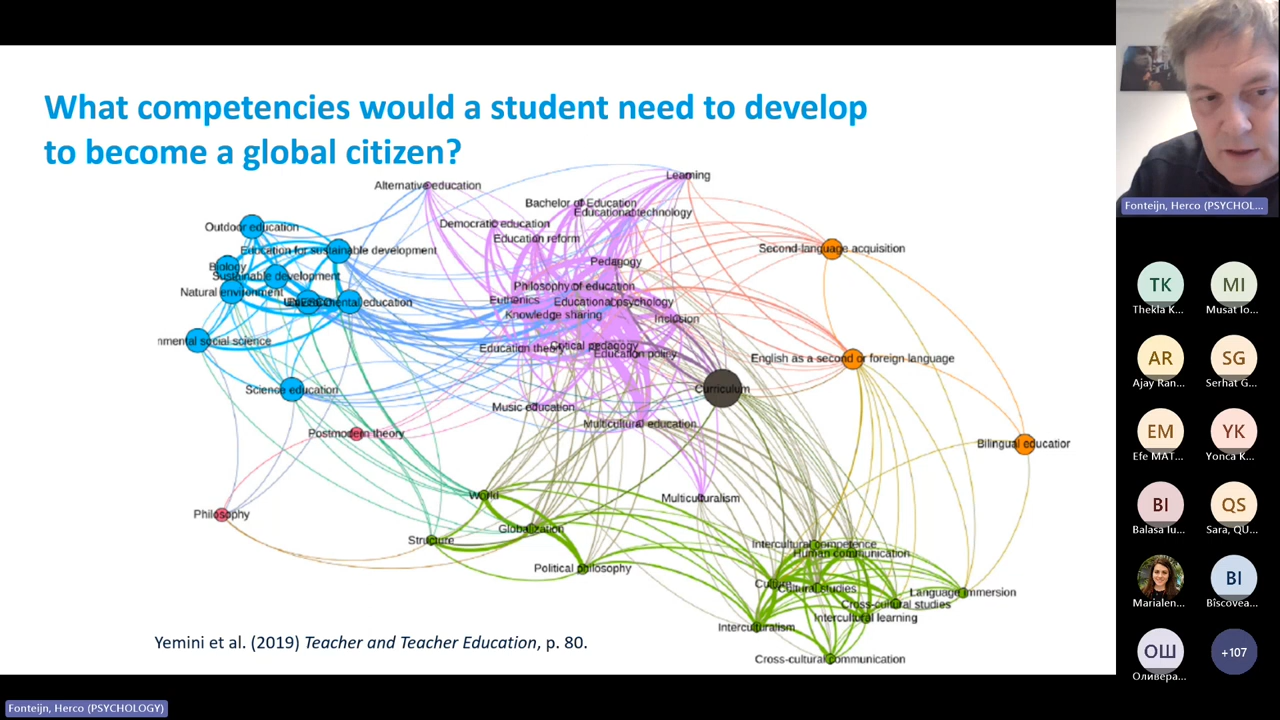 What competencies would a student need to develop
to become a global citizen?
Alternative education
Learning
Bachelor of Education
Educational technology
Outdoor education
Democratic education
Education reform
Education for sustainable development
Second-language acquisition
Biology
Pedagogy
Sustainable development
Philosophy of education
Natural environment
environmental education
Euthenics
Educational psychology
Knowledge sharing
Inclusion
nmental social science
Education theory
Critical pedagogy
Education policy
English as a second or foreign language
Science education
Curriculum
Music education
Multicultural education
Postmodern theory
Bilingual education
World
Multiculturalism
Philosophy
Globalization
Structure
Intercultural competence
Human communication
Political philosophy
Culture
Cultural studies
Language immersion
Cross-cultural studies
Intercultural learning
Interculturalism
Cross-cultural communication
Yemini et al. (2019) Teacher and Teacher Education, p. 80.
Fonteijn, Herco (PSYCHOL...
TK
MI
Thekla K...
Musat Io...
AR
SG
Ajay Ran...
Serhat G...
EM
YK
Efe MAT...
Yonca K...
BI
QS
Balasa Iu...
Sara, QU...
BI
Marialen...
Bîscovea...
ОШ
+107
Оливера...
Fonteijn, Herco (PSYCHOLOGY)